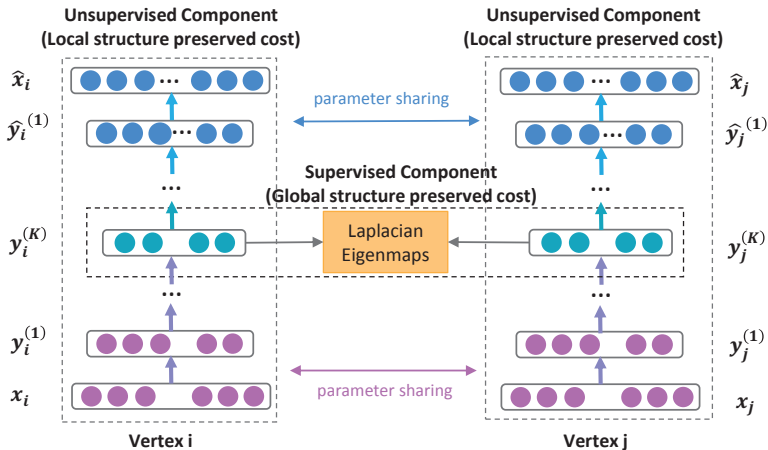 Unsupervised Component
(Local structure preserved cost)
Unsupervised Component
(Local structure preserved cost)
x̂ᵢ
...
x̂ⱼ
...
parameter sharing
ŷᵢ⁽¹⁾
...
ŷⱼ⁽¹⁾
...
...
...
Supervised Component
(Global structure preserved cost)
yᵢ⁽ᴷ⁾
Laplacian
Eigenmaps
yⱼ⁽ᴷ⁾
...
...
yᵢ⁽¹⁾
yⱼ⁽¹⁾
parameter sharing
xᵢ
xⱼ
Vertex i
Vertex j